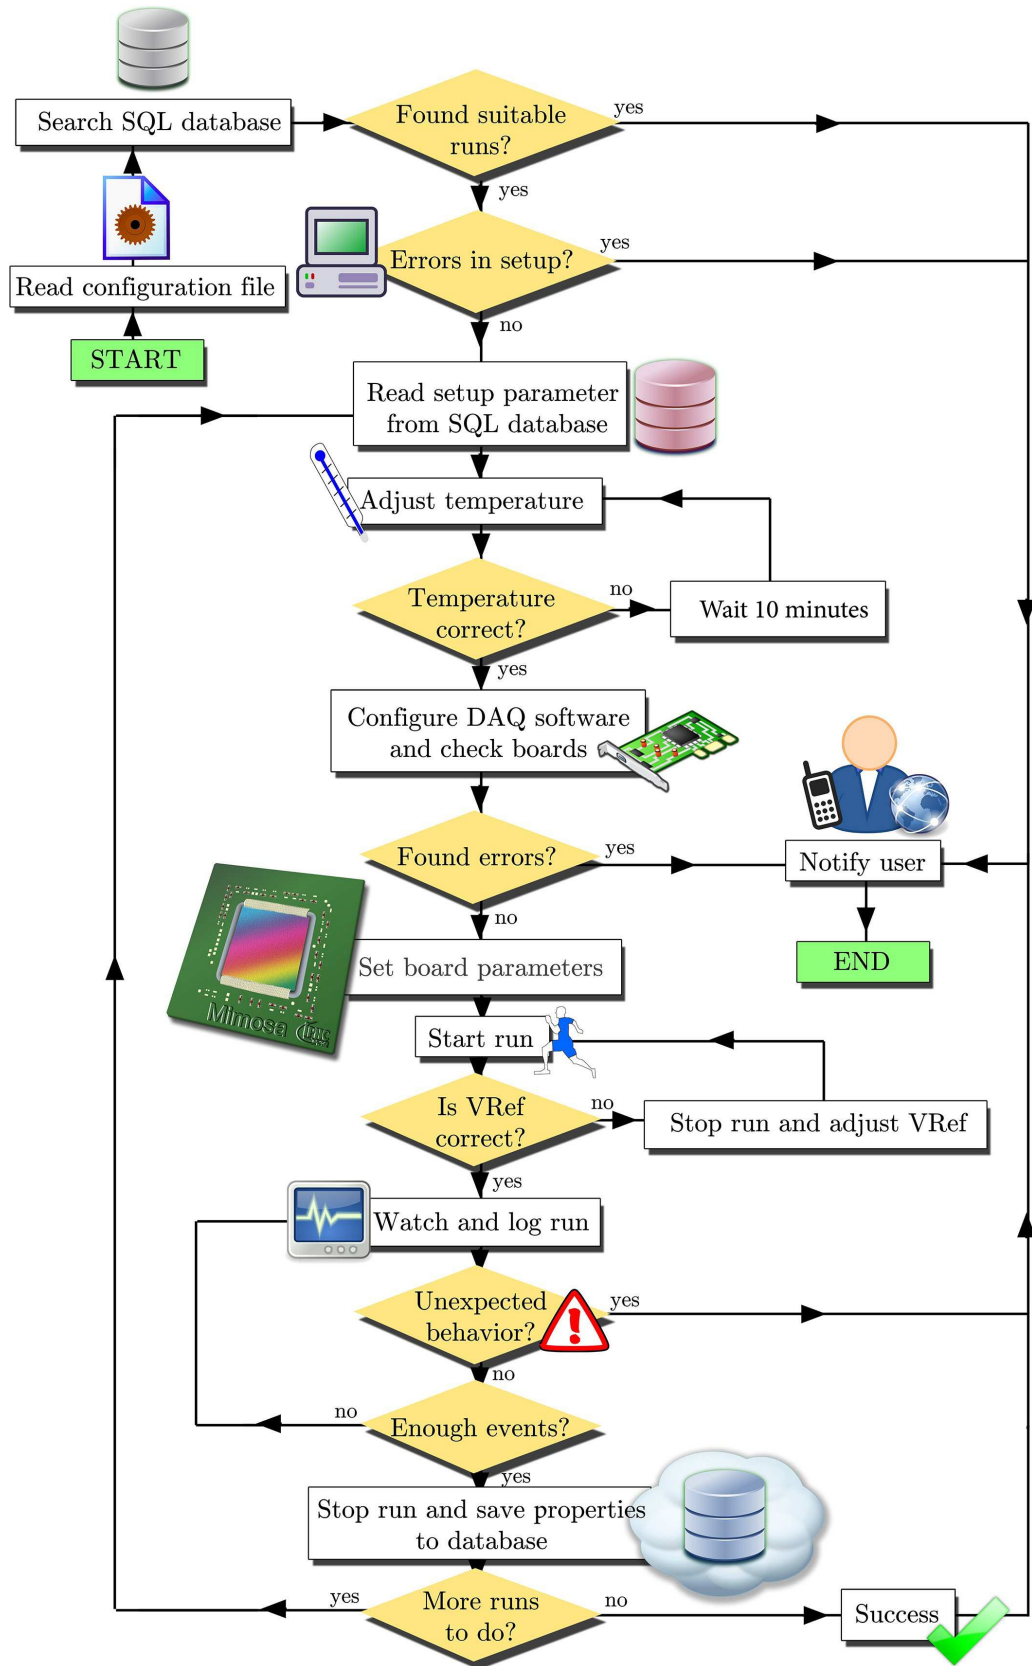 Search SQL database
Found suitable
runs?
yes
yes
Errors in setup?
yes
Read configuration file
no
START
Read setup parameter
from SQL database
Adjust temperature
Temperature
correct?
no
Wait 10 minutes
yes
Configure DAQ software
and check boards
Found errors?
yes
Notify user
no
END
Set board parameters
Mimosa
Start run
Is VRef
correct?
no
Stop run and adjust VRef
yes
Watch and log run
Unexpected
behavior?
yes
no
no
Enough events?
yes
Stop run and save properties
to database
yes
More runs
to do?
no
Success